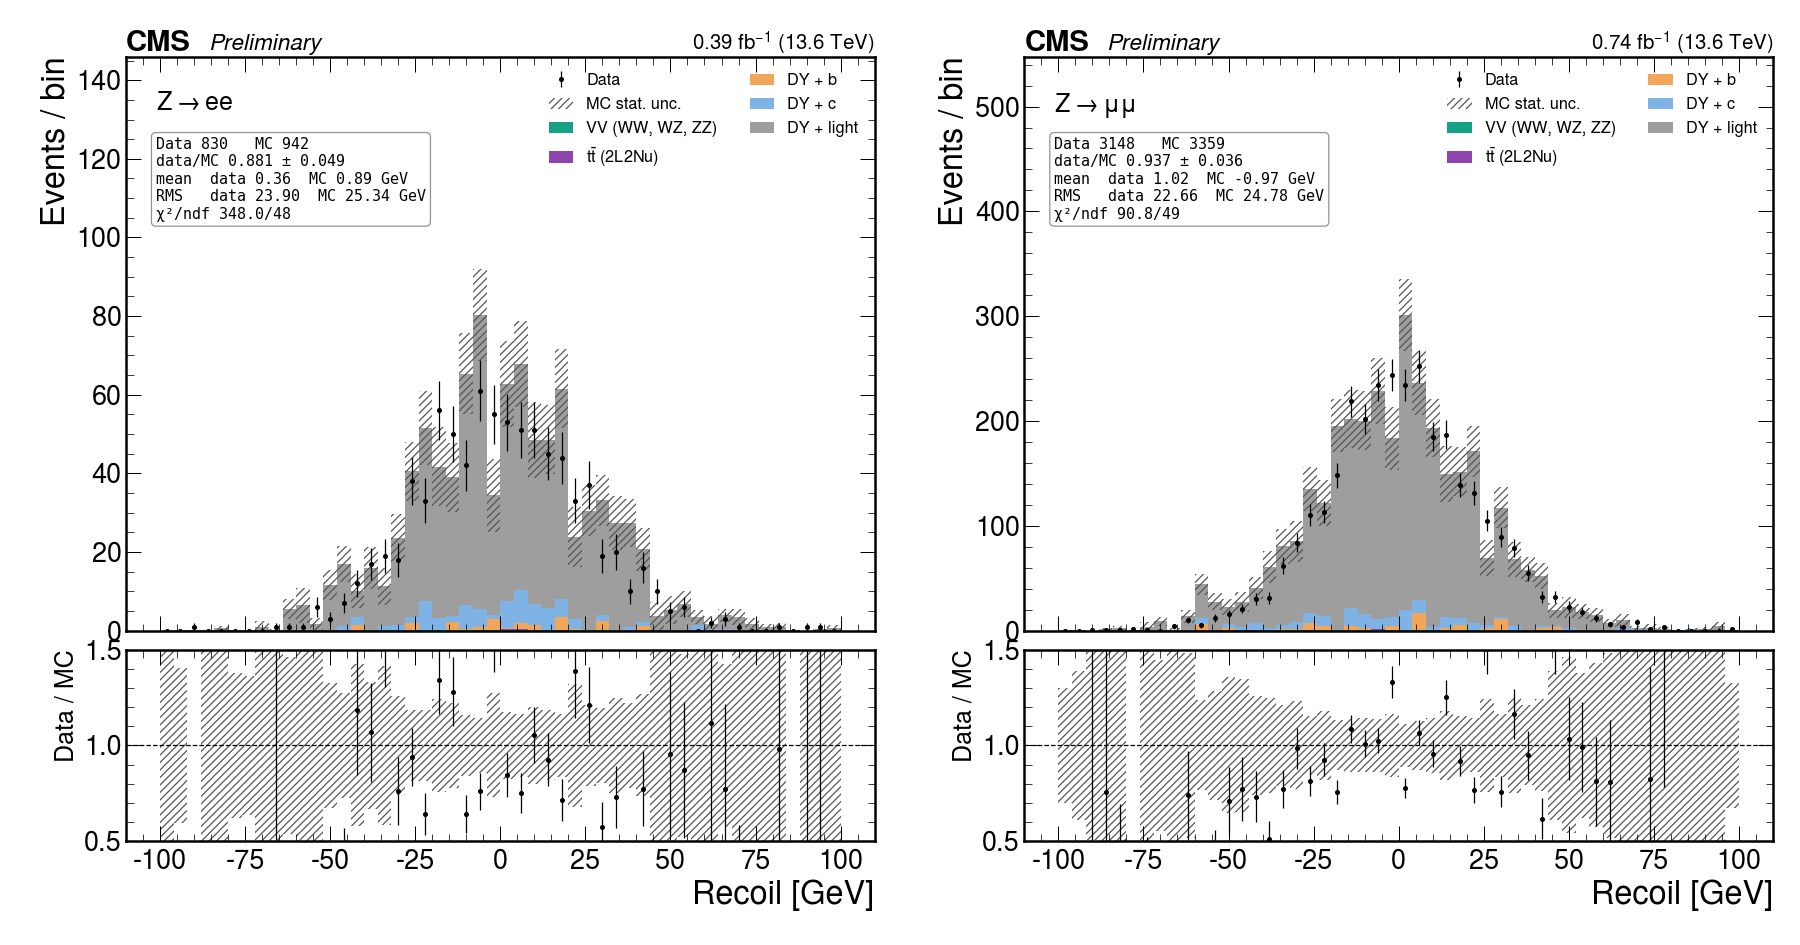 CMS Preliminary 0.39 fb⁻¹ (13.6 TeV)
Events / bin
Z→ee
Data 830   MC 942
data/MC 0.881 ± 0.049
mean  data 0.36  MC 0.89 GeV
RMS   data 23.90  MC 25.34 GeV
χ²/ndf 348.0/48
Data
MC stat. unc.
VV (WW, WZ, ZZ)
tt̄ (2L2Nu)
DY + b
DY + c
DY + light
140
120
100
80
60
40
20
0
Data / MC
1.5
1.0
0.5
-100 -75 -50 -25 0 25 50 75 100
Recoil [GeV]
CMS Preliminary 0.74 fb⁻¹ (13.6 TeV)
Events / bin
Z→μμ
Data 3148   MC 3359
data/MC 0.937 ± 0.036
mean  data 1.02  MC -0.97 GeV
RMS   data 22.66  MC 24.78 GeV
χ²/ndf 90.8/49
Data
MC stat. unc.
VV (WW, WZ, ZZ)
tt̄ (2L2Nu)
DY + b
DY + c
DY + light
500
400
300
200
100
0
Data / MC
1.5
1.0
0.5
-100 -75 -50 -25 0 25 50 75 100
Recoil [GeV]